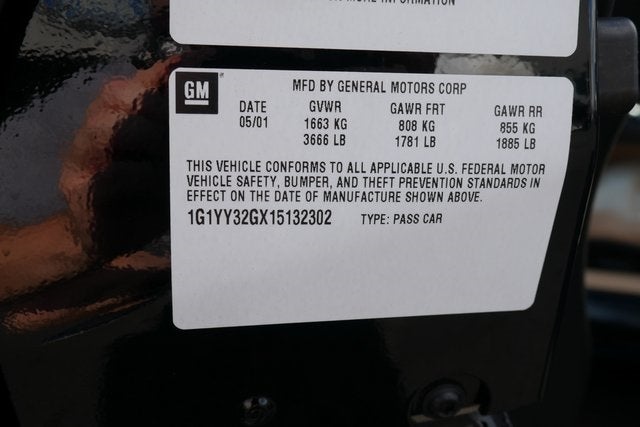 MORE INFORMATION
GM
MFD BY GENERAL MOTORS CORP
DATE GVWR GAWR FRT GAWR RR
05/01 1663 KG 808 KG 855 KG
3666 LB 1781 LB 1885 LB
THIS VEHICLE CONFORMS TO ALL APPLICABLE U.S. FEDERAL MOTOR
VEHICLE SAFETY, BUMPER, AND THEFT PREVENTION STANDARDS IN
EFFECT ON THE DATE OF MANUFACTURE SHOWN ABOVE.
1G1YY32GX15132302 TYPE: PASS CAR